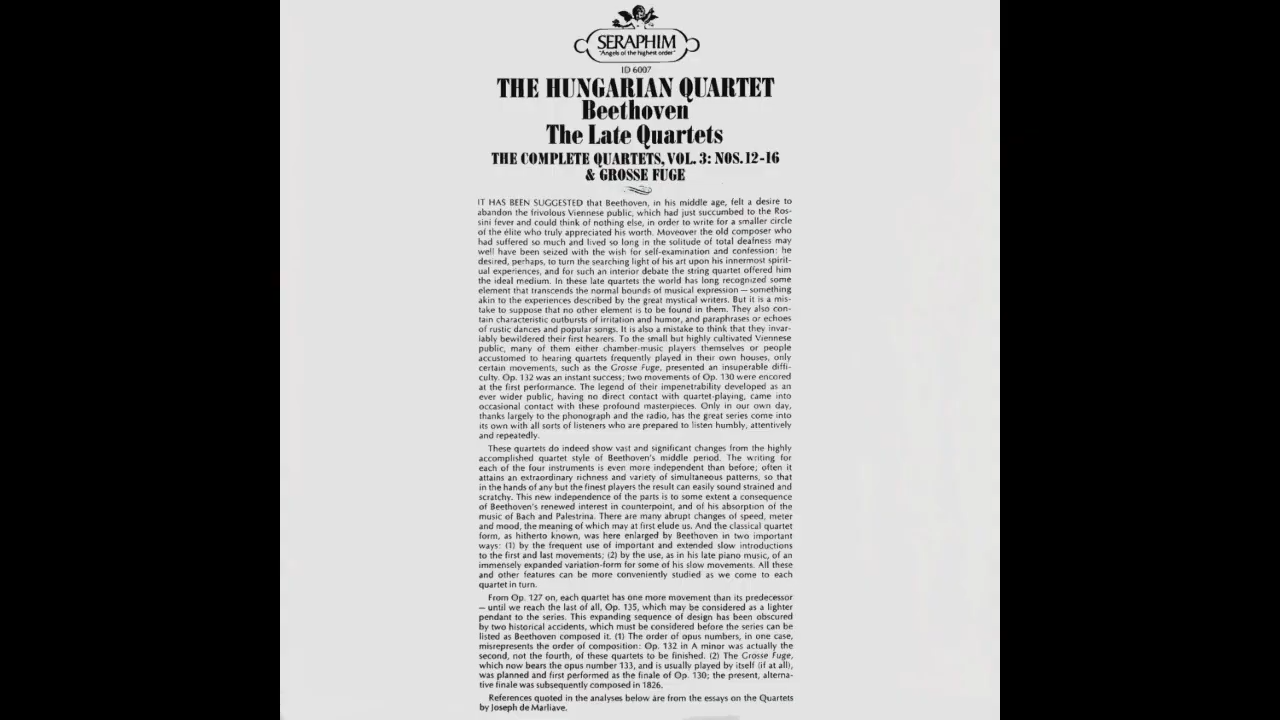 SERAPHIM
"Angels of the highest order"
ID 6007
THE HUNGARIAN QUARTET
Beethoven
The Late Quartets
THE COMPLETE QUARTETS, VOL. 3: NOS. 12-16
& GROSSE FUGE
IT HAS BEEN SUGGESTED that Beethoven, in his middle age, felt a desire to
abandon the frivolous Viennese public, which had just succumbed to the Ros-
sini fever and could think of nothing else, in order to write for a smaller circle
of the élite who truly appreciated his worth. Moveover the old composer who
had suffered so much and lived so long in the solitude of total deafness may
well have been seized with the wish for self-examination and confession: he
desired, perhaps, to turn the searching light of his art upon his innermost spirit-
ual experiences, and for such an interior debate the string quartet offered him
the ideal medium. In these late quartets the world has long recognized some
element that transcends the normal bounds of musical expression — something
akin to the experiences described by the great mystical writers. But it is a mis-
take to suppose that no other element is to be found in them. They also con-
tain characteristic outbursts of irritation and humor, and paraphrases or echoes
of rustic dances and popular songs. It is also a mistake to think that they invar-
iably bewildered their first hearers. To the small but highly cultivated Viennese
public, many of them either chamber-music players themselves or people
accustomed to hearing quartets frequently played in their own houses, only
certain movements, such as the Grosse Fuge, presented an insuperable diffi-
culty. Op. 132 was an instant success; two movements of Op. 130 were encored
at the first performance. The legend of their impenetrability developed as an
ever wider public, having no direct contact with quartet-playing, came into
occasional contact with these profound masterpieces. Only in our own day,
thanks largely to the phonograph and the radio, has the great series come into
its own with all sorts of listeners who are prepared to listen humbly, attentively
and repeatedly.
These quartets do indeed show vast and significant changes from the highly
accomplished quartet style of Beethoven's middle period. The writing for
each of the four instruments is even more independent than before; often it
attains an extraordinary richness and variety of simultaneous patterns, so that
in the hands of any but the finest players the result can easily sound strained and
scratchy. This new independence of the parts is to some extent a consequence
of Beethoven's renewed interest in counterpoint, and of his absorption of the
music of Bach and Palestrina. There are many abrupt changes of speed, meter
and mood, the meaning of which may at first elude us. And the classical quartet
form, as hitherto known, was here enlarged by Beethoven in two important
ways: (1) by the frequent use of important and extended slow introductions
to the first and last movements; (2) by the use, as in his late piano music, of an
immensely expanded variation-form for some of his slow movements. All these
and other features can be more conveniently studied as we come to each
quartet in turn.
From Op. 127 on, each quartet has one more movement than its predecessor
— until we reach the last of all, Op. 135, which may be considered as a lighter
pendant to the series. This expanding sequence of design has been obscured
by two historical accidents, which must be considered before the series can be
listed as Beethoven composed it. (1) The order of opus numbers, in one case,
misrepresents the order of composition: Op. 132 in A minor was actually the
second, not the fourth, of these quartets to be finished. (2) The Grosse Fuge,
which now bears the opus number 133, and is usually played by itself (if at all),
was planned and first performed as the finale of Op. 130; the present, alterna-
tive finale was subsequently composed in 1826.
References quoted in the analyses below are from the essays on the Quartets
by Joseph de Marliave.